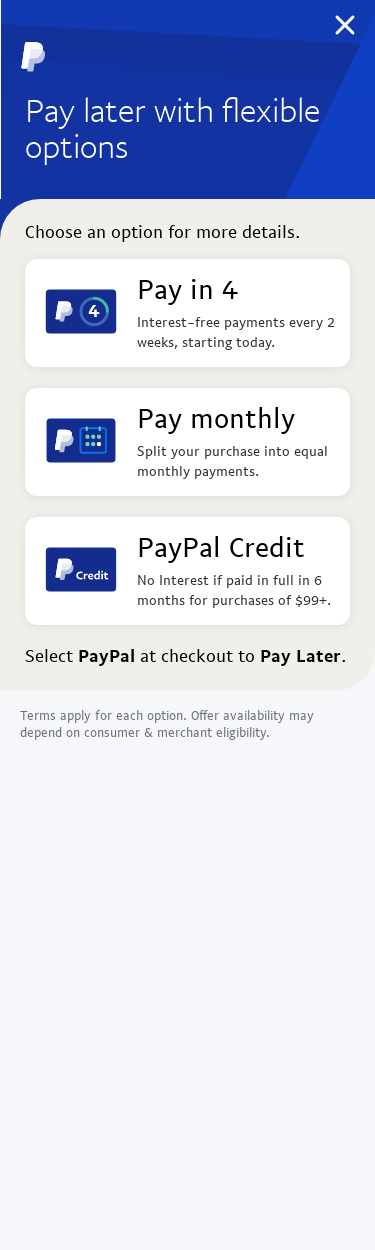 Pay later with flexible
options
Choose an option for more details.
4
Pay in 4
Interest-free payments every 2
weeks, starting today.
Pay monthly
Split your purchase into equal
monthly payments.
Credit
PayPal Credit
No Interest if paid in full in 6
months for purchases of $99+.
Select PayPal at checkout to Pay Later.
Terms apply for each option. Offer availability may
depend on consumer & merchant eligibility.